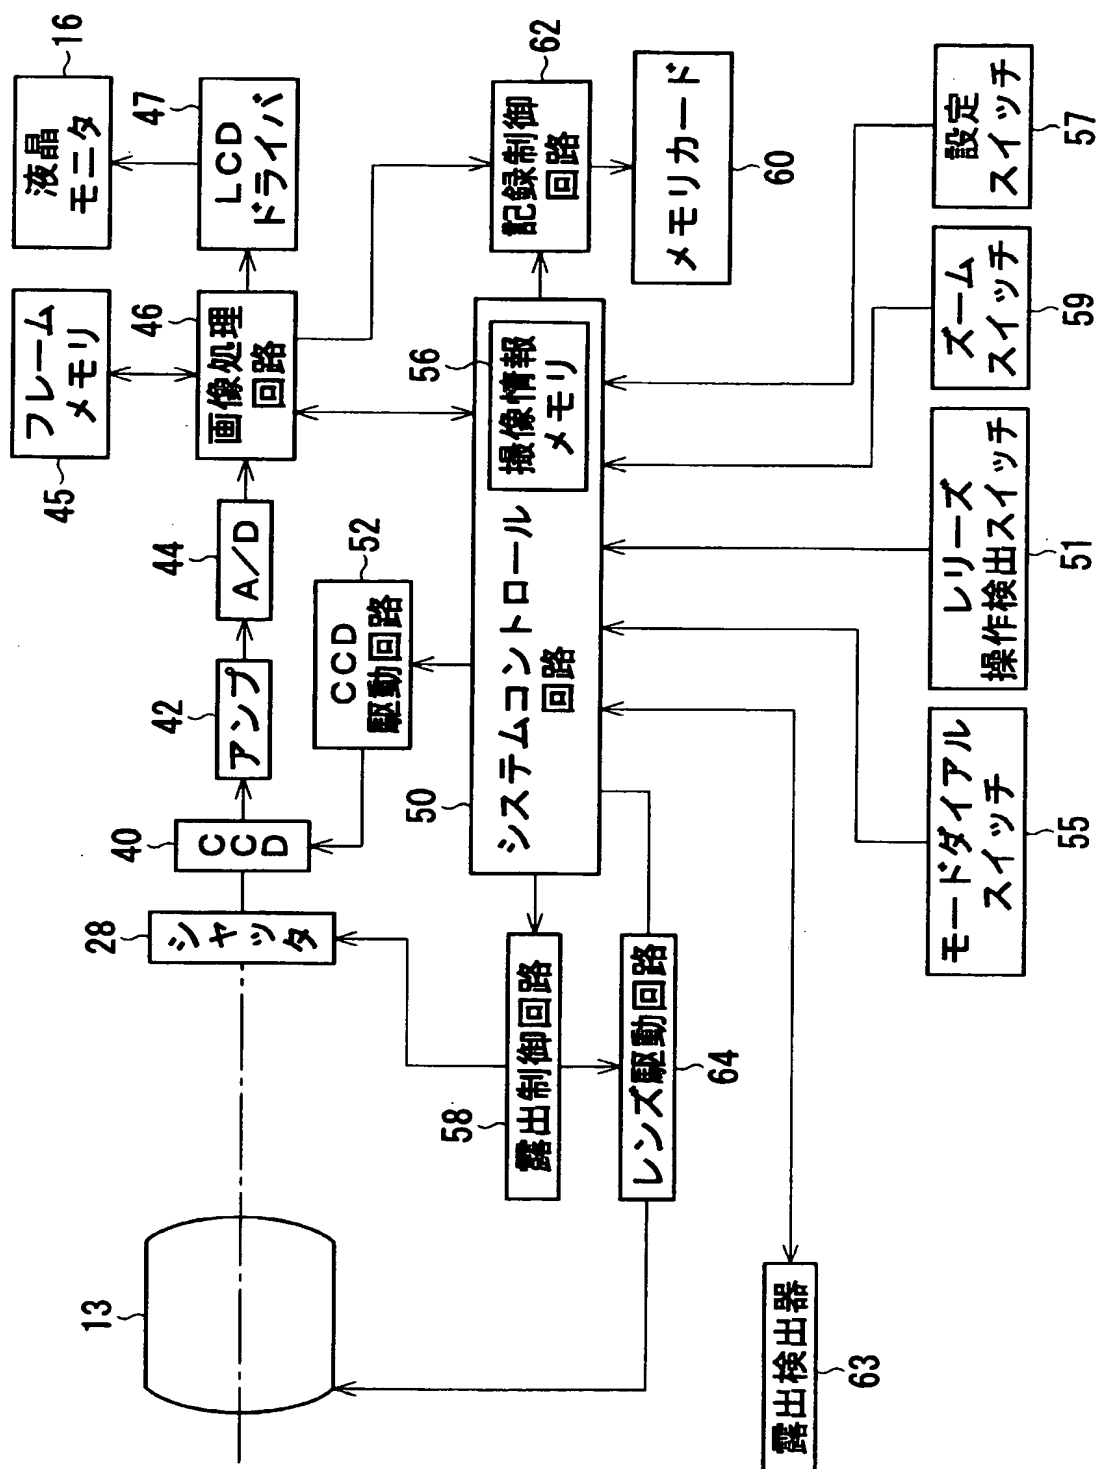 13
28
シャッタ
40
CCD
42
アンプ
44
A/D
45
フレーム
メモリ
46
画像処理
回路
16
液晶
モニタ
47
LCD
ドライバ
52
CCD
駆動回路
50
システムコントロール
回路
56
撮像情報
メモリ
62
記録制御
回路
60
メモリカード
58
露出制御回路
64
レンズ駆動回路
63
露出検出器
55
モードダイアル
スイッチ
51
レリーズ
操作検出スイッチ
59
ズーム
スイッチ
57
設定
スイッチ